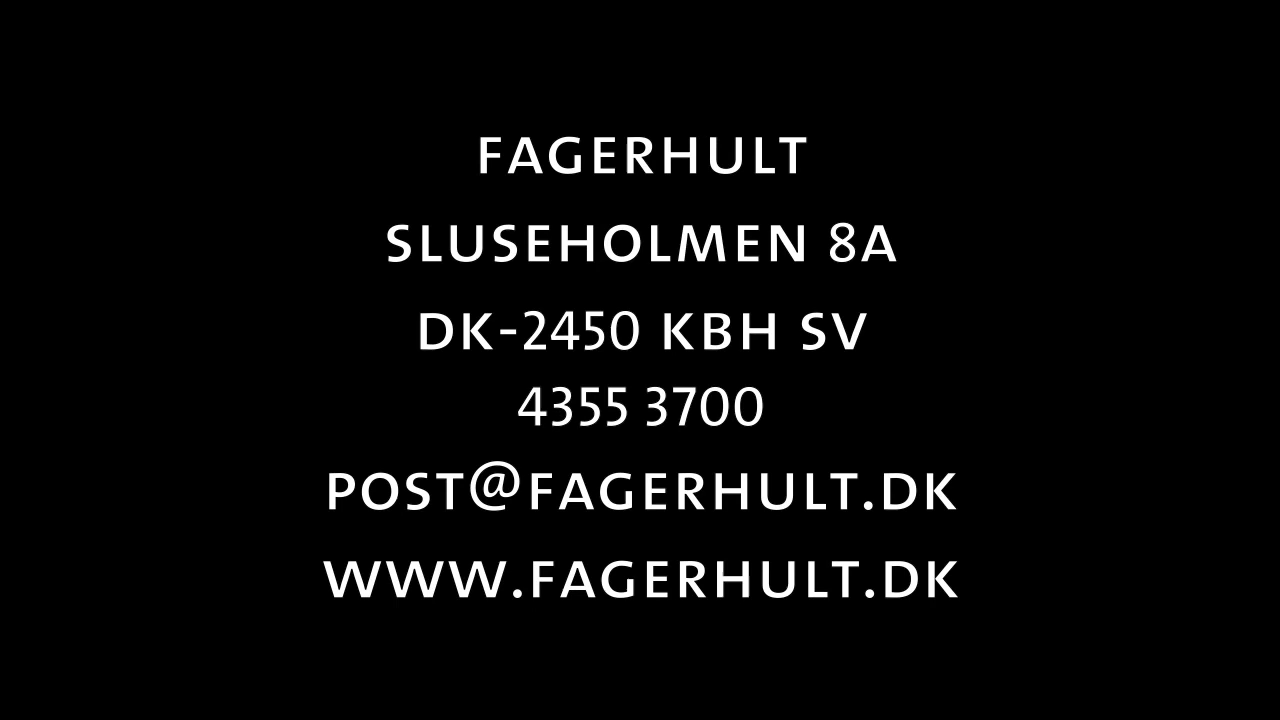 FAGERHULT
SLUSEHOLMEN 8A
DK-2450 KBH SV
4355 3700
POST@FAGERHULT.DK
WWW.FAGERHULT.DK